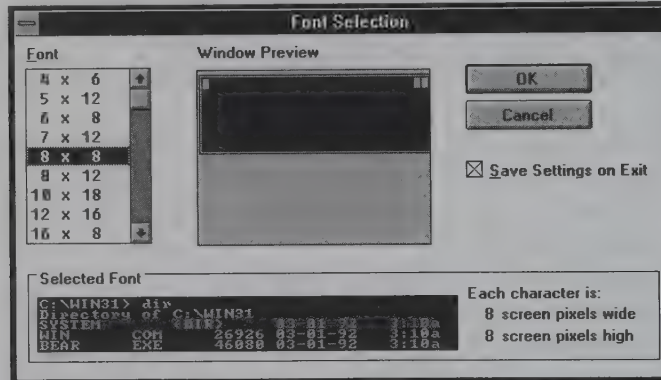 Font Selection
Font
4 x 6
5 x 12
6 x 8
7 x 12
8 x 8
8 x 12
10 x 18
12 x 16
16 x 8
Window Preview
OK
Cancel
Save Settings on Exit
Selected Font
C:\WIN31> dir
Directory of C:\WIN31
SYSTEM <DIR> 03-01-92 3:10a
WIN COM 26926 03-01-92 3:10a
BEAR EXE 46080 03-01-92 3:10a
Each character is:
8 screen pixels wide
8 screen pixels high